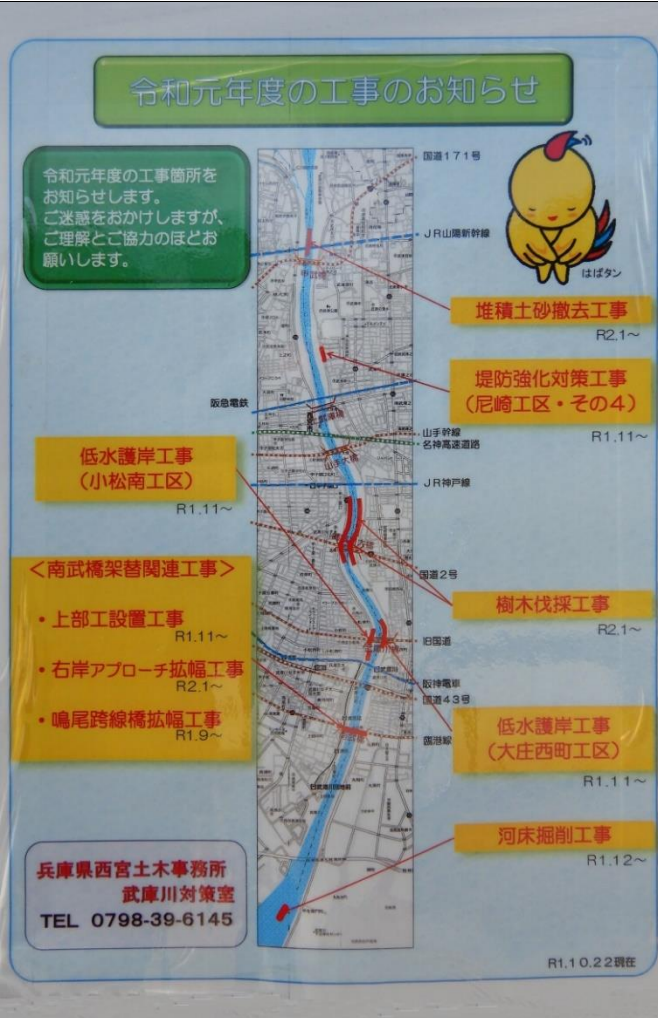 令和元年度の工事のお知らせ
令和元年度の工事箇所を
お知らせします。
ご迷惑をおかけしますが、
ご理解とご協力のほどお
願いします。
国道171号
JR山陽新幹線
はばタン
堆積土砂撤去工事
R2.1～
堤防強化対策工事
（尼崎工区・その4）
R1.11～
阪急電鉄
山手幹線
名神高速道路
低水護岸工事
（小松南工区）
R1.11～
JR神戸線
国道2号
樹木伐採工事
R2.1～
＜南武橋架替関連工事＞
・上部工設置工事
R1.11～
・右岸アプローチ拡幅工事
R2.1～
・鳴尾跨線橋拡幅工事
R1.9～
旧国道
阪神電車
国道43号
臨港線
低水護岸工事
（大庄西町工区）
R1.11～
河床掘削工事
R1.12～
兵庫県西宮土木事務所
武庫川対策室
TEL 0798-39-6145
R1.10.22現在